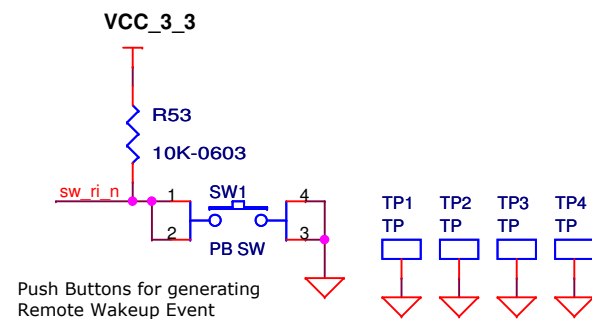 VCC_3_3
R53
10K-0603
sw_ri_n
1
SW1
4
2
PB SW
3
TP1 TP2 TP3 TP4
TP TP TP TP
Push Buttons for generating
Remote Wakeup Event